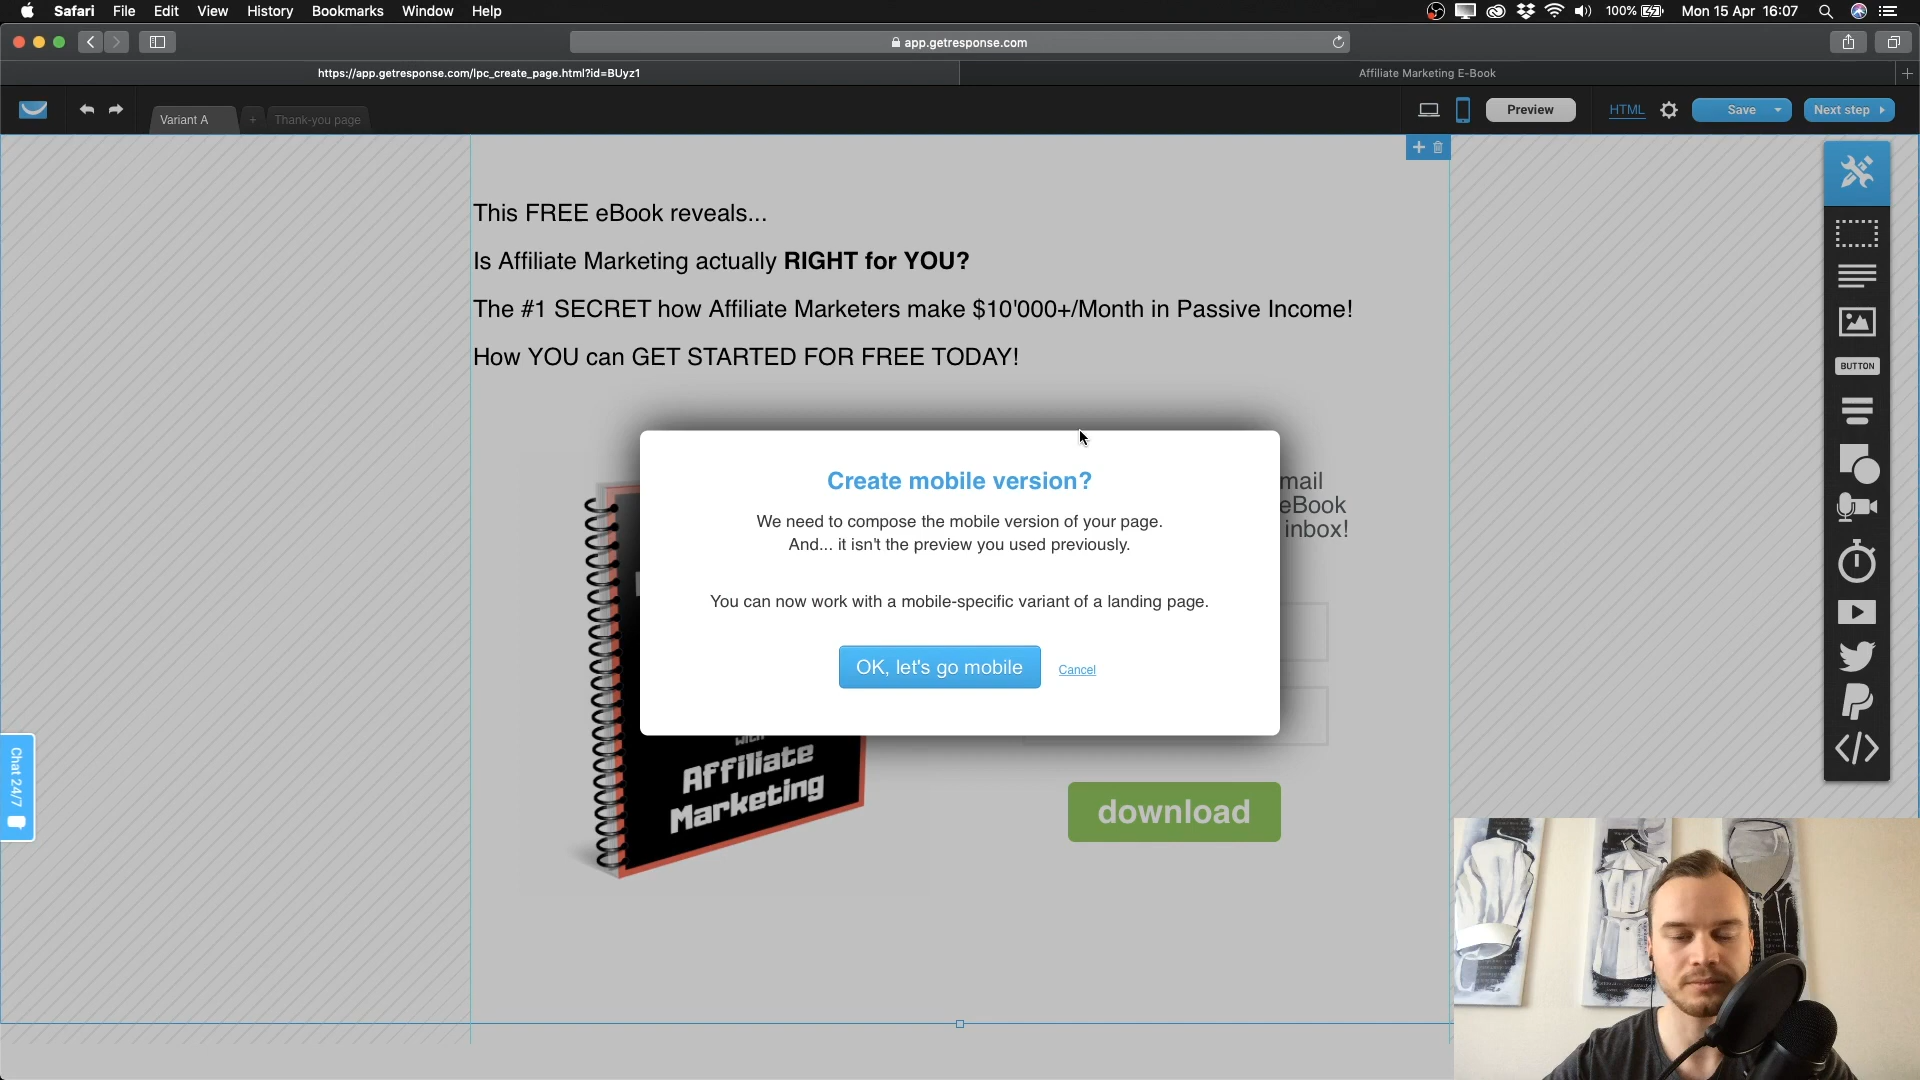 Safari File Edit View History Bookmarks Window Help
100% Mon 15 Apr 16:07
app.getresponse.com
https://app.getresponse.com/lpc_create_page.html?id=BUyz1
Affiliate Marketing E-Book
Variant A
+
Thank-you page
Preview
HTML
Save
Next step
This FREE eBook reveals...
Is Affiliate Marketing actually RIGHT for YOU?
The #1 SECRET how Affiliate Marketers make $10'000+/Month in Passive Income!
How YOU can GET STARTED FOR FREE TODAY!
BUTTON
Create mobile version?
We need to compose the mobile version of your page.
And... it isn't the preview you used previously.
You can now work with a mobile-specific variant of a landing page.
OK, let's go mobile
Cancel
mail
eBook
inbox!
with
Affiliate
Marketing
download
Chat 24/7